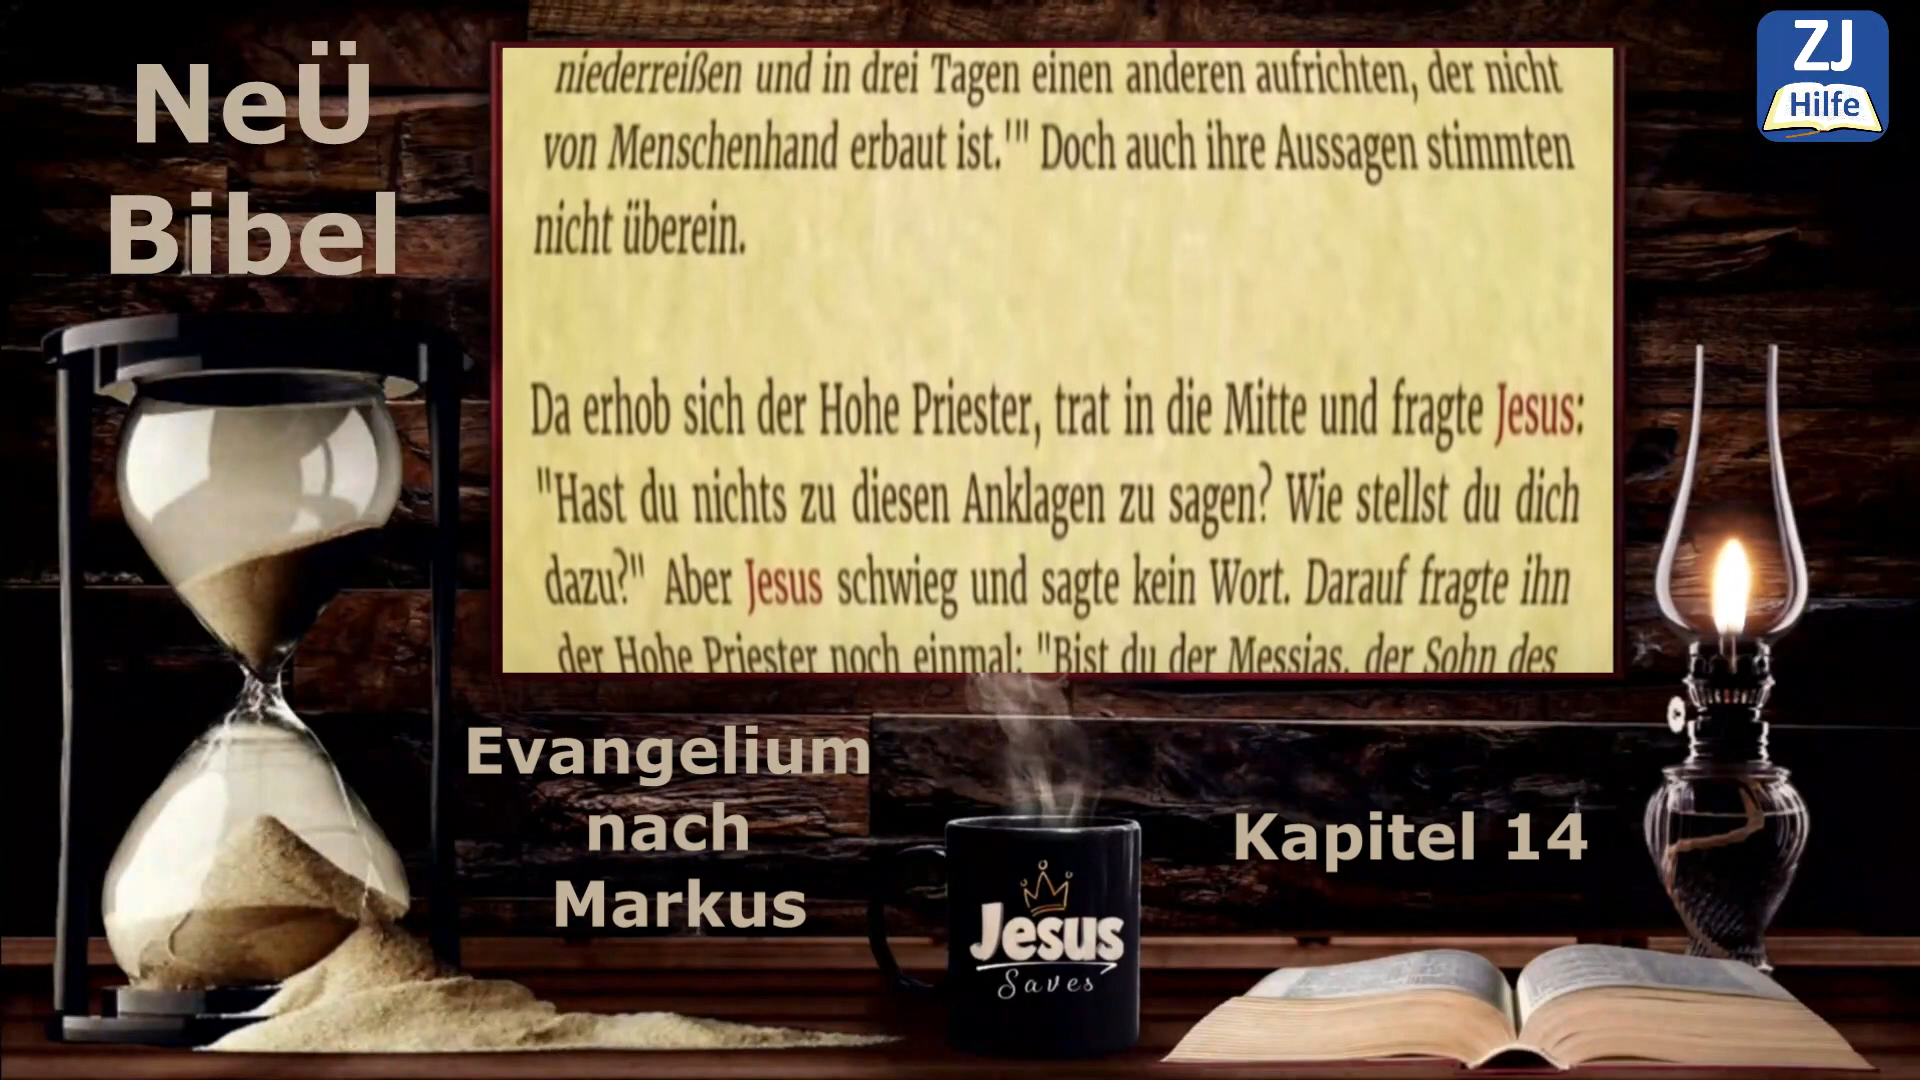 NeÜ
Bibel
niederreißen und in drei Tagen einen anderen aufrichten, der nicht
von Menschenhand erbaut ist.'" Doch auch ihre Aussagen stimmten
nicht überein.
Da erhob sich der Hohe Priester, trat in die Mitte und fragte Jesus:
"Hast du nichts zu diesen Anklagen zu sagen? Wie stellst du dich
dazu?" Aber Jesus schwieg und sagte kein Wort. Darauf fragte ihn
der Hohe Priester noch einmal: "Bist du der Messias, der Sohn des
ZJ
Hilfe
Evangelium
nach
Markus
Kapitel 14
Jesus
Saves